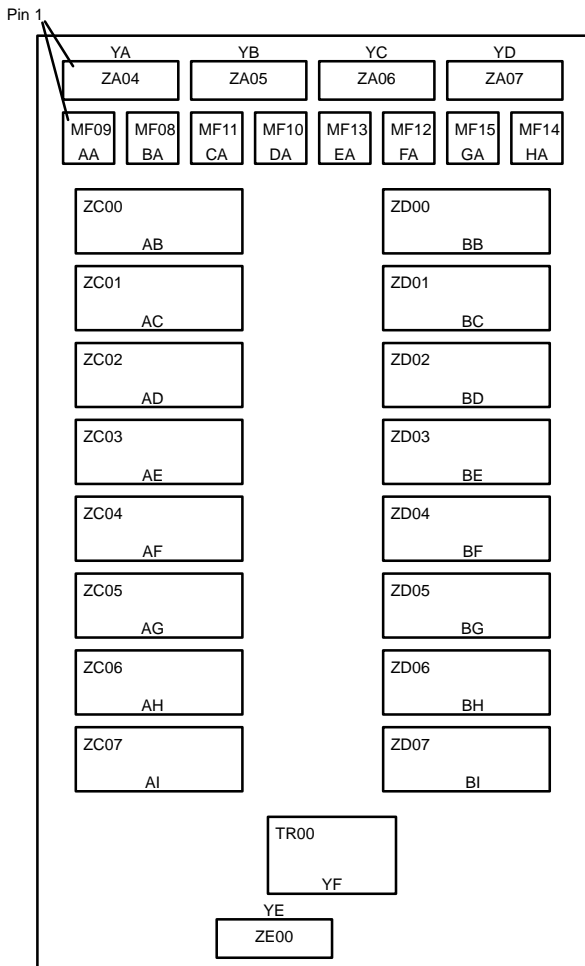 Pin 1
YA YB YC YD
ZA04 ZA05 ZA06 ZA07
MF09 MF08 MF11 MF10 MF13 MF12 MF15 MF14
AA BA CA DA EA FA GA HA
ZC00 ZD00
AB BB
ZC01 ZD01
AC BC
ZC02 ZD02
AD BD
ZC03 ZD03
AE BE
ZC04 ZD04
AF BF
ZC05 ZD05
AG BG
ZC06 ZD06
AH BH
ZC07 ZD07
AI BI
TR00
YF
YE
ZE00